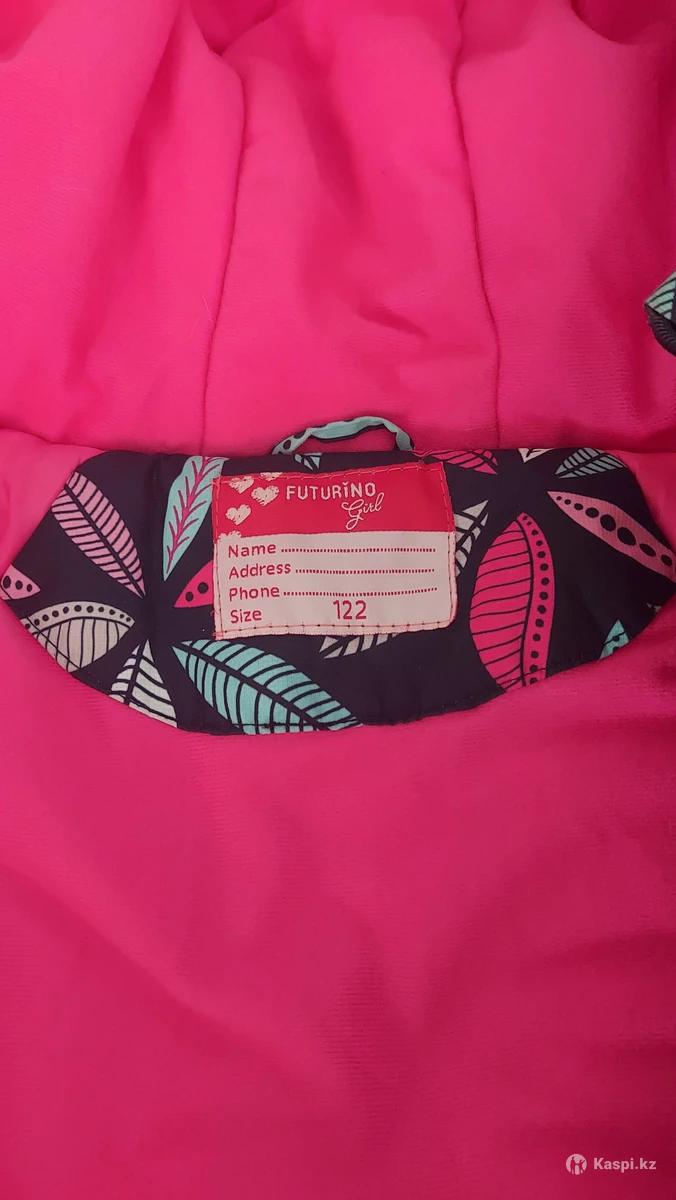 FUTURINO
Girl
Name
Address
Phone
Size 122
Kaspi.kz